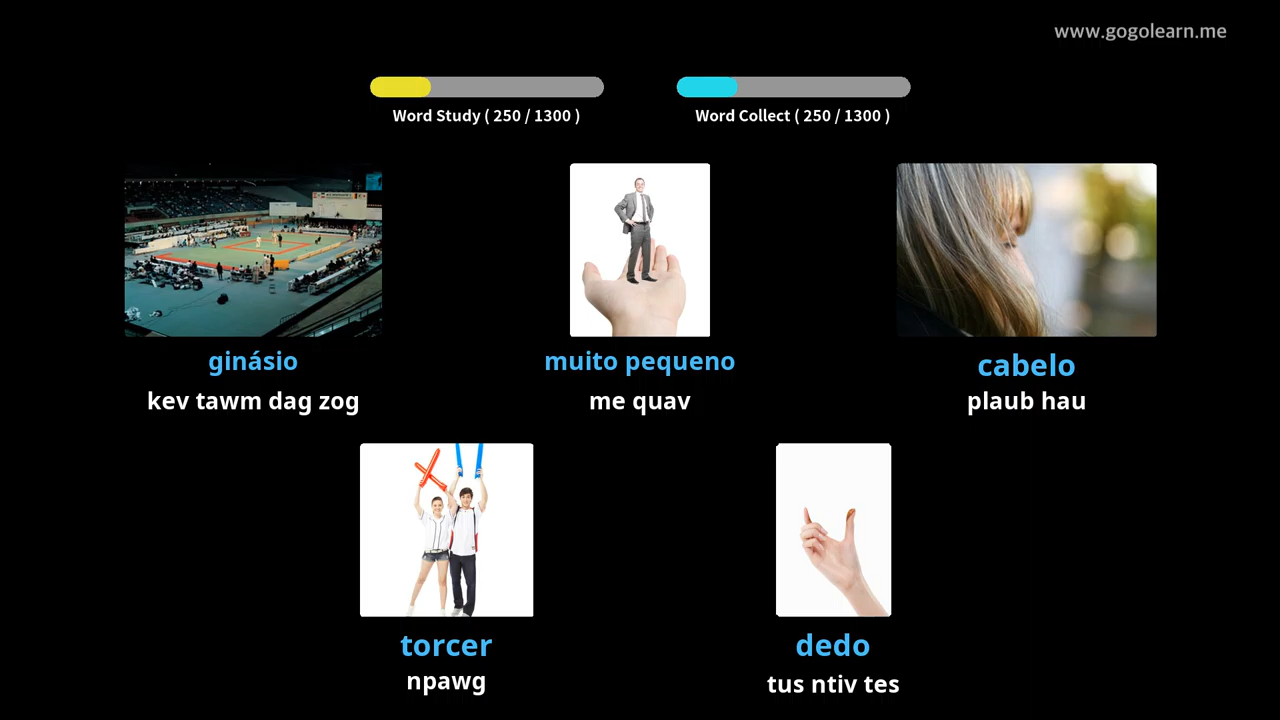 www.gogolearn.me
Word Study ( 250 / 1300 )
Word Collect ( 250 / 1300 )
ginásio
kev tawm dag zog
muito pequeno
me quav
cabelo
plaub hau
torcer
npawg
dedo
tus ntiv tes